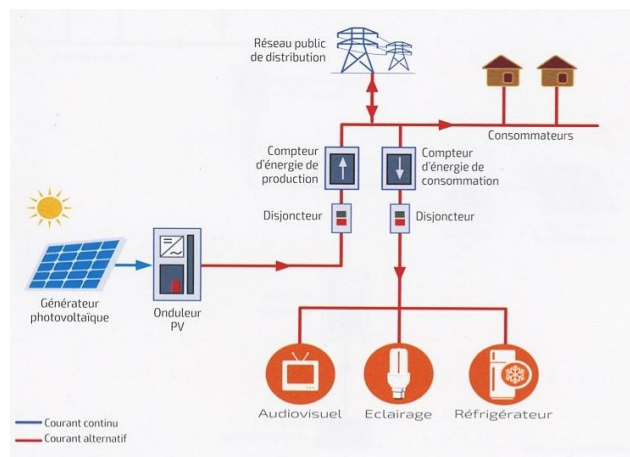 Réseau public
de distribution
Consommateurs
Compteur
d'énergie de
production
Compteur
d'énergie de
consommation
Disjoncteur
Disjoncteur
Générateur
photovoltaïque
Onduleur
PV
Audiovisuel
Eclairage
Réfrigérateur
Courant continu
Courant alternatif